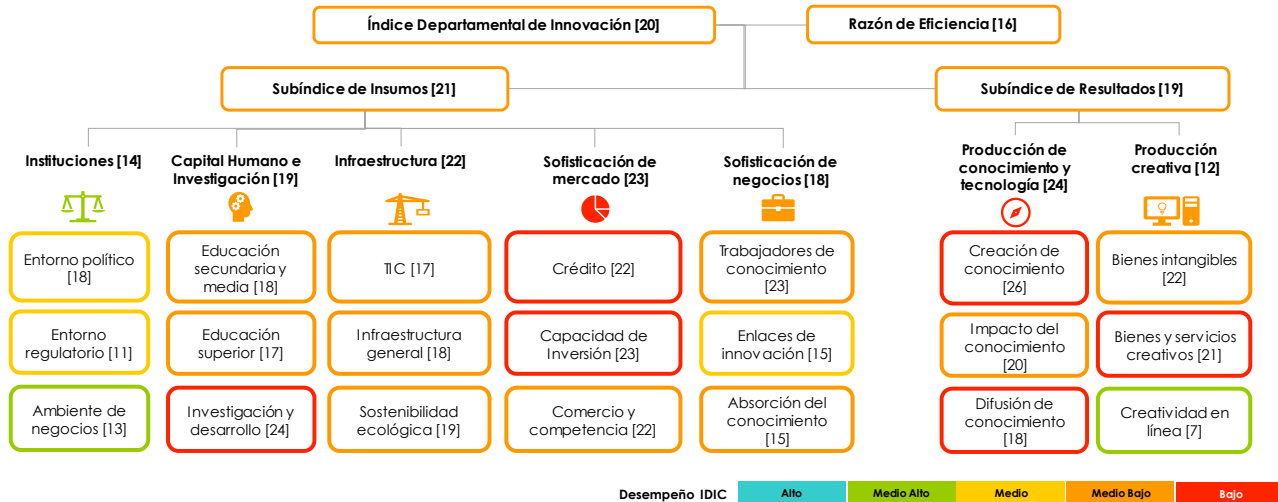 Índice Departamental de Innovación [20]
Razón de Eficiencia [16]
Subíndice de Insumos [21]
Subíndice de Resultados [19]
Instituciones [14]
Capital Humano e
Investigación [19]
Infraestructura [22]
Sofisticación de
mercado [23]
Sofisticación de
negocios [18]
Producción de
conocimiento y
tecnología [24]
Producción
creativa [12]
Entorno político
[18]
Educación
secundaria y
media [18]
TIC [17]
Crédito [22]
Trabajadores de
conocimiento
[23]
Creación de
conocimiento
[26]
Bienes intangibles
[22]
Entorno
regulatorio [11]
Educación
superior [17]
Infraestructura
general [18]
Capacidad de
Inversión [23]
Enlaces de
innovación [15]
Impacto del
conocimiento
[20]
Bienes y servicios
creativos [21]
Ambiente de
negocios [13]
Investigación y
desarrollo [24]
Sostenibilidad
ecológica [19]
Comercio y
competencia [22]
Absorción del
conocimiento
[15]
Difusión de
conocimiento
[18]
Creatividad en
línea [7]
Desempeño IDIC
Alto
Medio Alto
Medio
Medio Bajo
Bajo